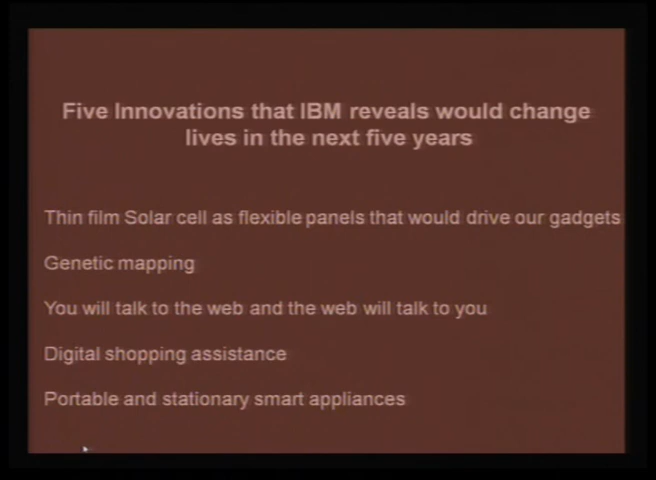 Five Innovations that IBM reveals would change
lives in the next five years
Thin film Solar cell as flexible panels that would drive our gadgets
Genetic mapping
You will talk to the web and the web will talk to you
Digital shopping assistance
Portable and stationary smart appliances